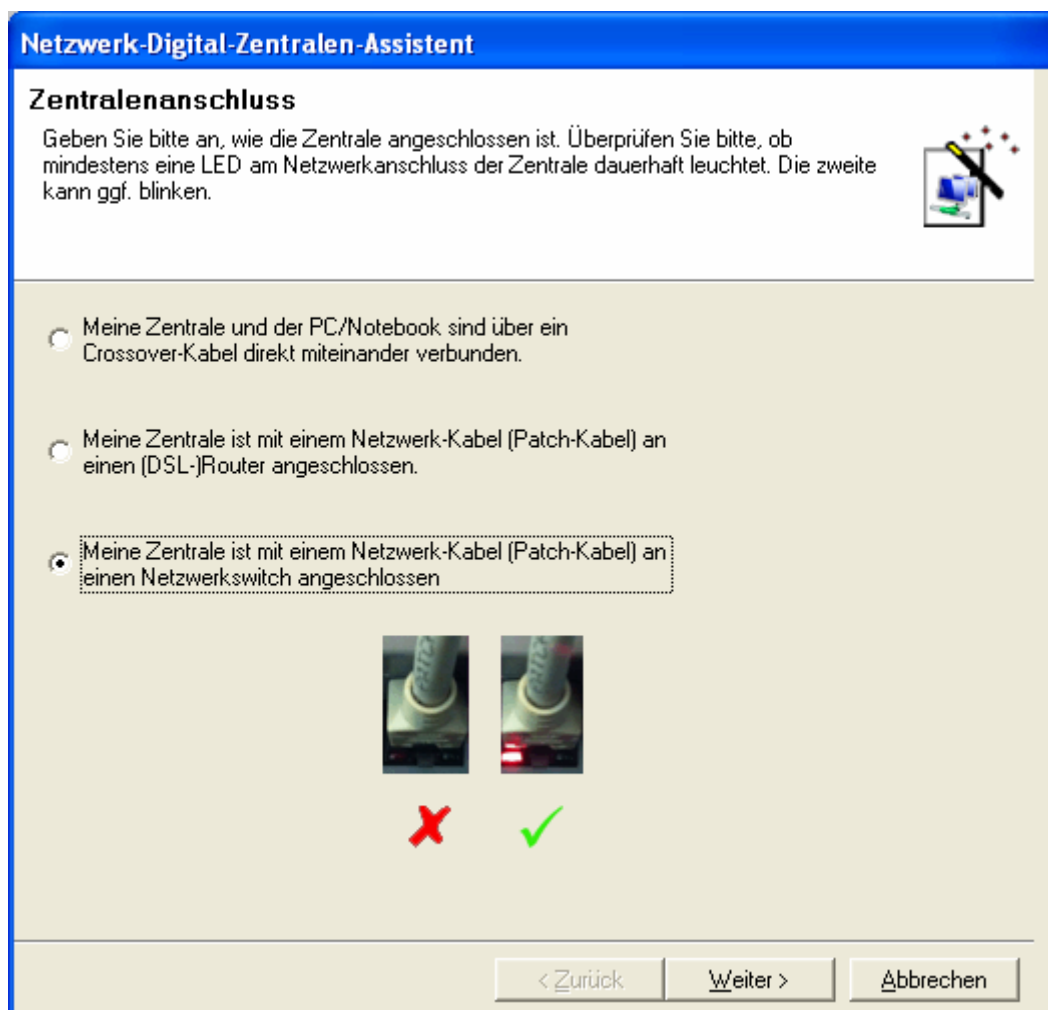 Netzwerk-Digital-Zentralen-Assistent
Zentralenanschluss
Geben Sie bitte an, wie die Zentrale angeschlossen ist. Überprüfen Sie bitte, ob
mindestens eine LED am Netzwerkanschluss der Zentrale dauerhaft leuchtet. Die zweite
kann ggf. blinken.
Meine Zentrale und der PC/Notebook sind über ein
Crossover-Kabel direkt miteinander verbunden.
Meine Zentrale ist mit einem Netzwerk-Kabel (Patch-Kabel) an
einen (DSL-)Router angeschlossen.
Meine Zentrale ist mit einem Netzwerk-Kabel (Patch-Kabel) an
einen Netzwerkswitch angeschlossen
< Zurück
Weiter >
Abbrechen